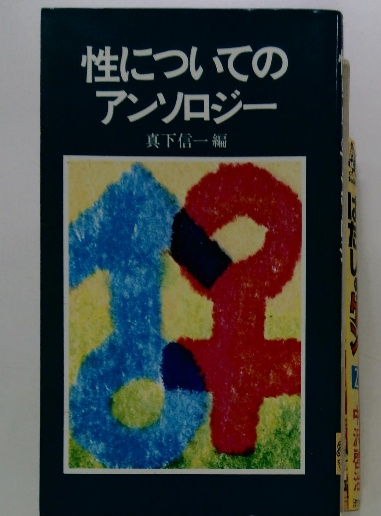 性についての
アンソロジー
真下信一編